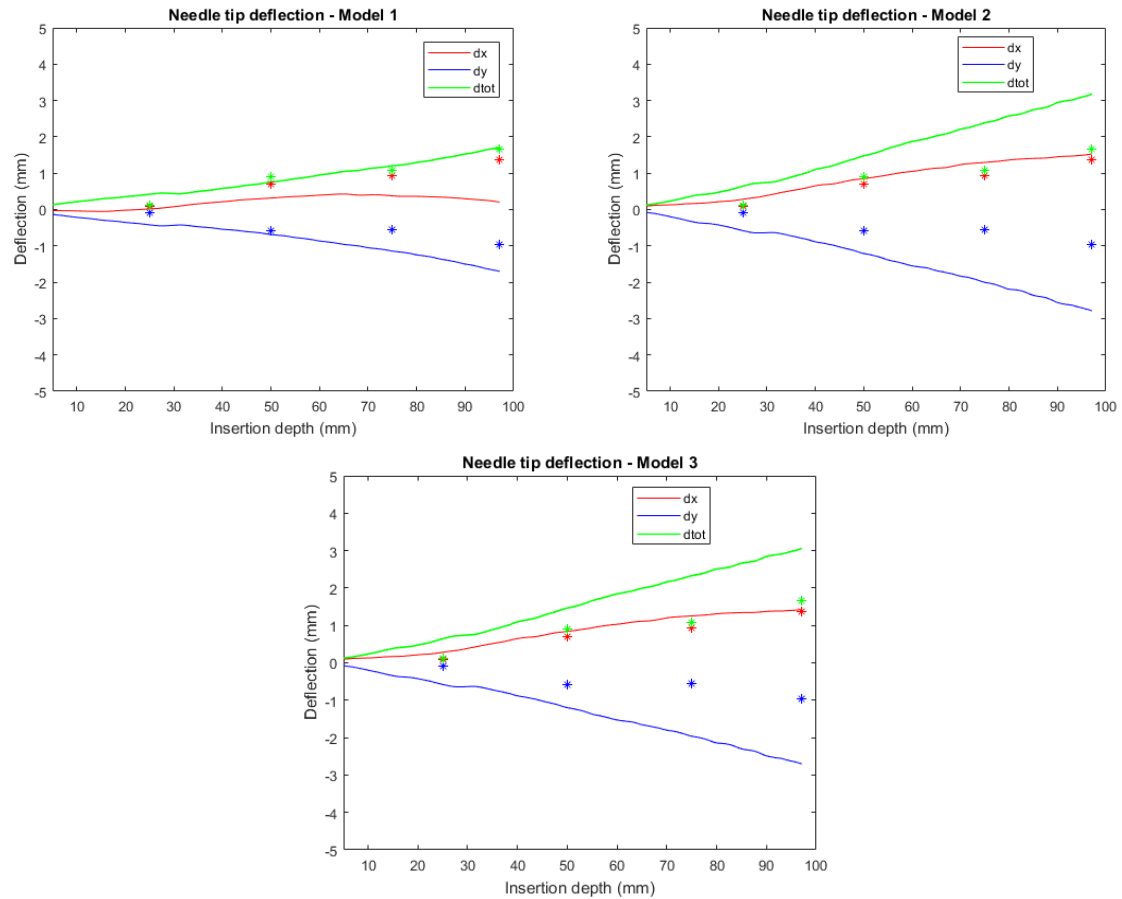 Needle tip deflection - Model 1
5
4
3
2
1
0
-1
-2
-3
-4
-5
Deflection (mm)
dx
dy
dtot
10 20 30 40 50 60 70 80 90 100
Insertion depth (mm)
Needle tip deflection - Model 2
5
4
3
2
1
0
-1
-2
-3
-4
-5
Deflection (mm)
dx
dy
dtot
10 20 30 40 50 60 70 80 90 100
Insertion depth (mm)
Needle tip deflection - Model 3
5
4
3
2
1
0
-1
-2
-3
-4
-5
Deflection (mm)
dx
dy
dtot
10 20 30 40 50 60 70 80 90 100
Insertion depth (mm)